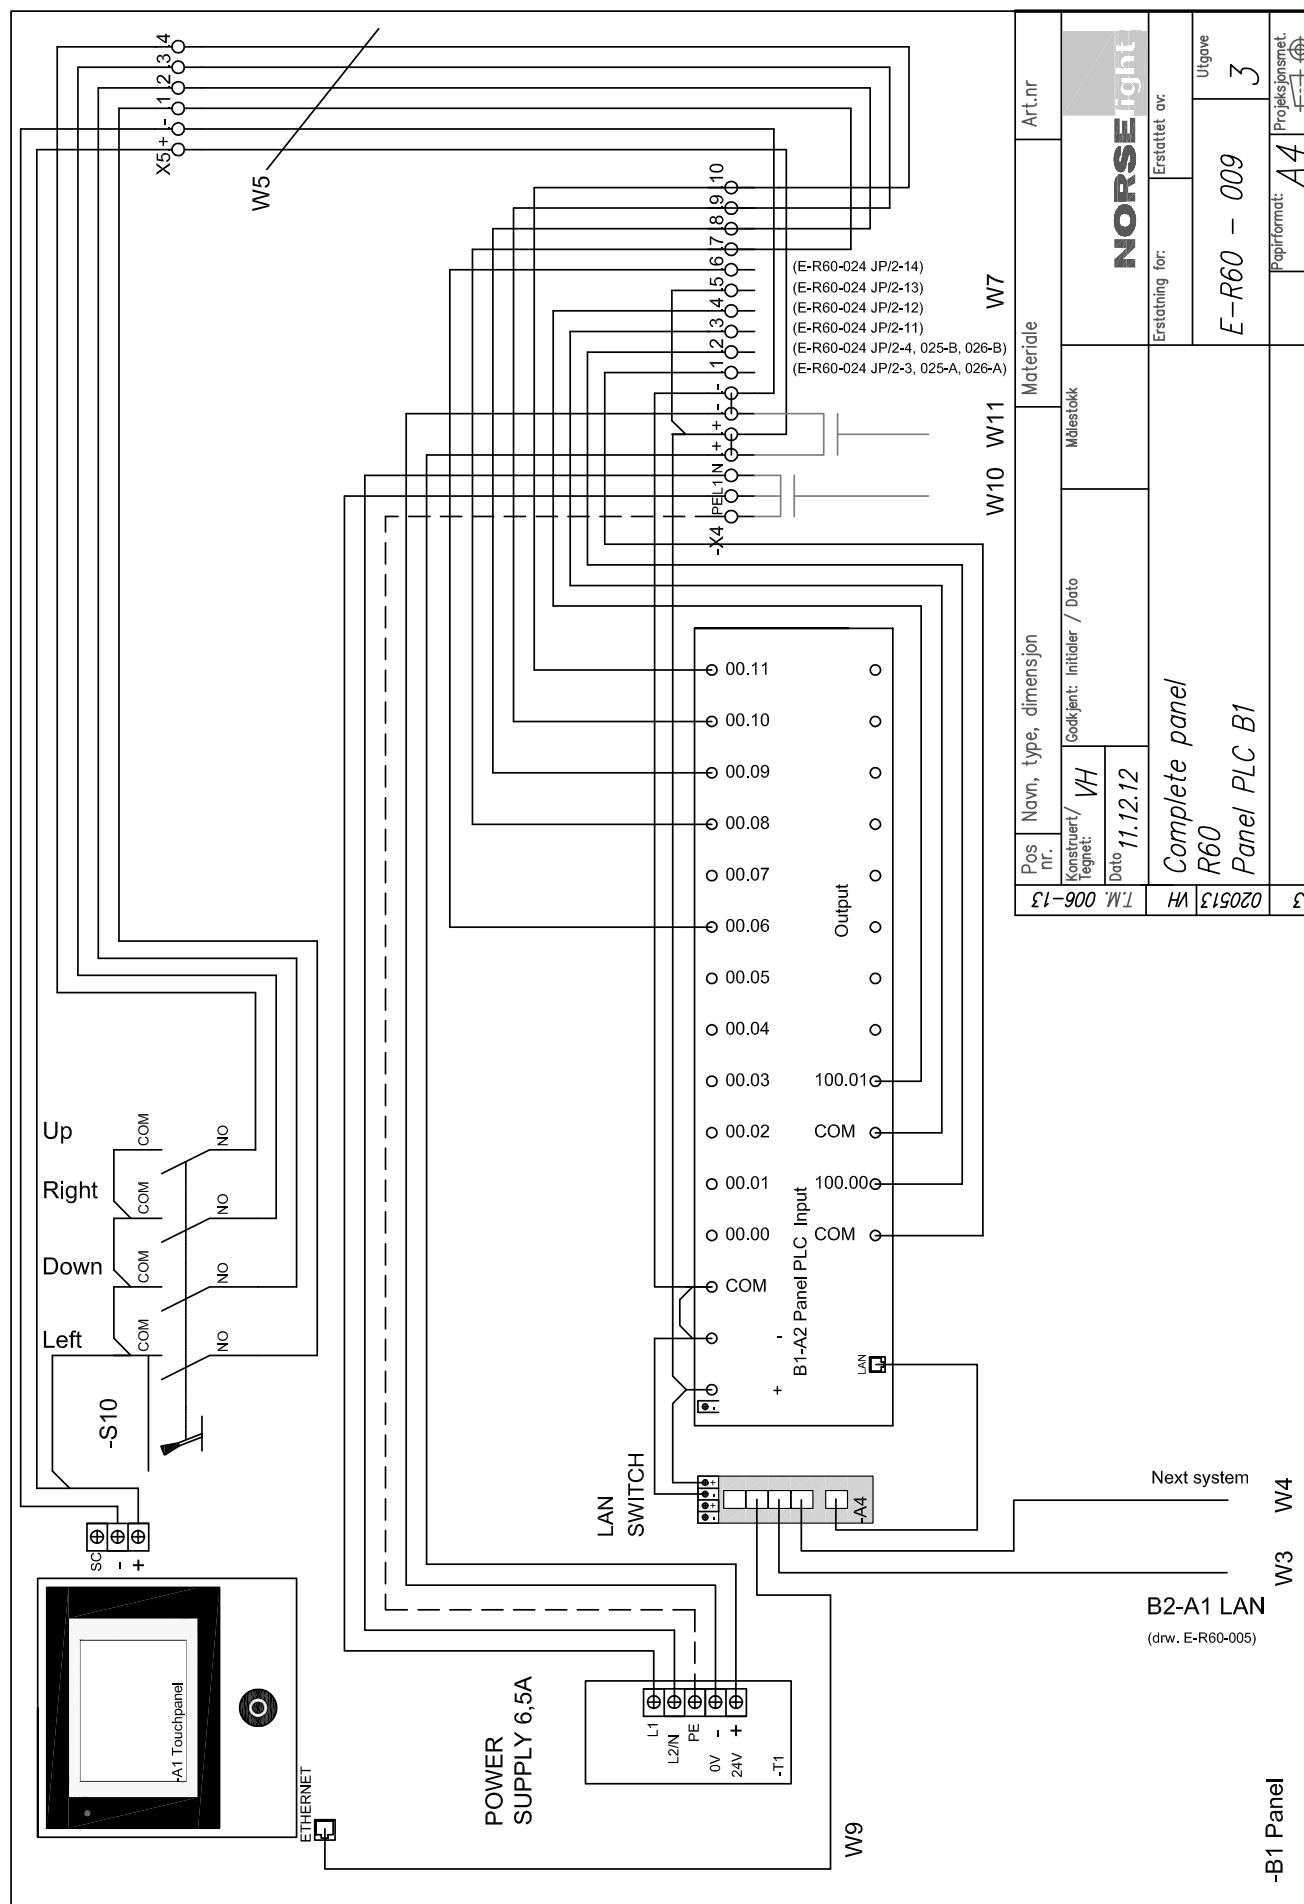 X5 + - 1 2 3 4
W5
-X4 PE L1 N + + - - 1 2 3 4 5 6 7 8 9 10
(E-R60-024 JP/2-14)
(E-R60-024 JP/2-13)
(E-R60-024 JP/2-12)
(E-R60-024 JP/2-11)
(E-R60-024 JP/2-4, 025-B, 026-B)
(E-R60-024 JP/2-3, 025-A, 026-A)
W7
W11
W10
Up
COM
NO
Right
COM
NO
Down
COM
NO
Left
COM
NO
-S10
SC - +
-A1 Touchpanel
ETHERNET
00.11
00.10
00.09
00.08
00.07
00.06
00.05
00.04
00.03
00.02
00.01
00.00
COM
-
+
-
Output
100.01
COM
100.00
COM
B1-A2 Panel PLC Input
LAN
LAN
SWITCH
+
-
+
-
-A4
Next system
W4
W3
B2-A1 LAN
(drw. E-R60-005)
POWER
SUPPLY 6,5A
L1
L2/N
PE
0V -
24V +
-T1
W9
-B1 Panel
Pos
nr.
Navn, type, dimensjon
Materiale
Art.nr
Konstruert/
Tegnet:
VH
Godkjent: Initialer / Dato
Målestokk
NORSElight
Dato
11.12.12
Complete panel
R60
Panel PLC B1
Erstatning for:
Erstattet av:
E-R60 - 009
Utgave
3
Papirformat:
A4
Projeksjonsmet.
006-13
T.M.
VH
020513
3